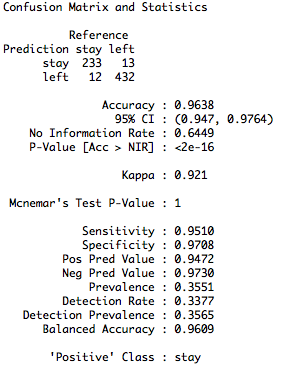 Confusion Matrix and Statistics
Reference
Prediction stay left
stay 233 13
left 12 432
Accuracy : 0.9638
95% CI : (0.947, 0.9764)
No Information Rate : 0.6449
P-Value [Acc > NIR] : <2e-16
Kappa : 0.921
Mcnemar's Test P-Value : 1
Sensitivity : 0.9510
Specificity : 0.9708
Pos Pred Value : 0.9472
Neg Pred Value : 0.9730
Prevalence : 0.3551
Detection Rate : 0.3377
Detection Prevalence : 0.3565
Balanced Accuracy : 0.9609
'Positive' Class : stay